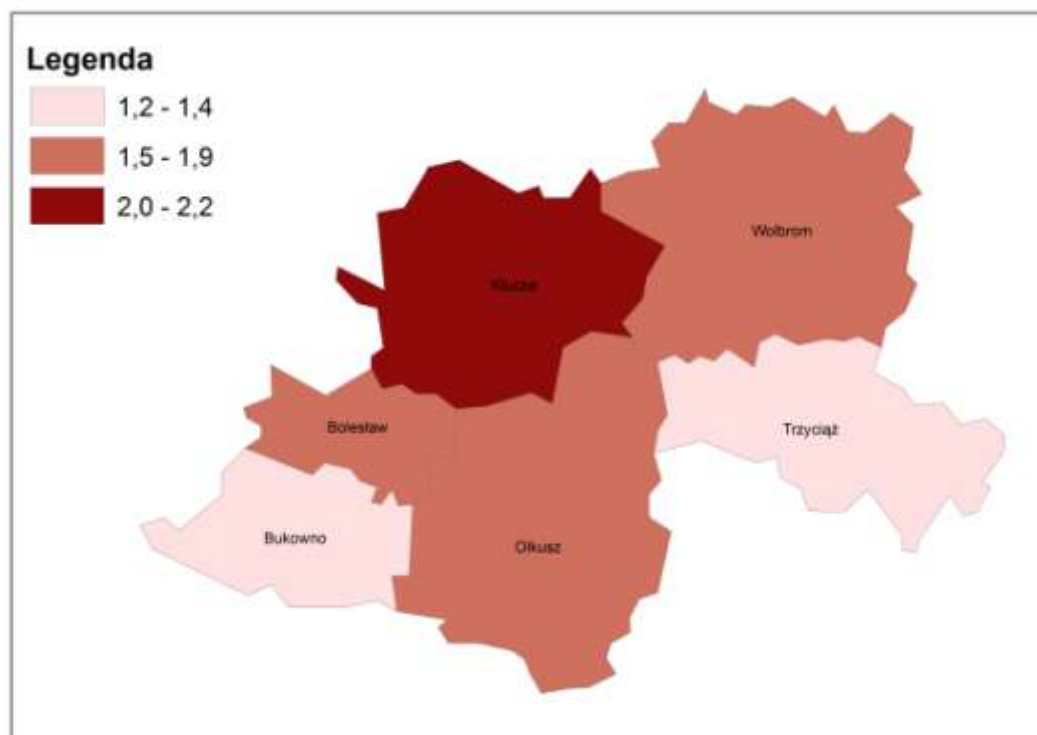 Legenda
1,2 - 1,4
1,5 - 1,9
2,0 - 2,2
Wolbrom
Klucze
Bolesław
Trzyciąż
Bukowno
Olkusz